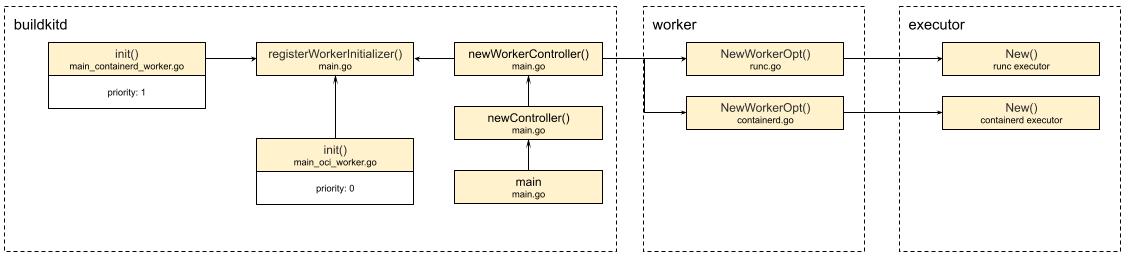 buildkitd
init()
main_containerd_worker.go
priority: 1
registerWorkerInitializer()
main.go
init()
main_oci_worker.go
priority: 0
newWorkerController()
main.go
newController()
main.go
main
main.go
worker
NewWorkerOpt()
runc.go
NewWorkerOpt()
containerd.go
executor
New()
runc executor
New()
containerd executor